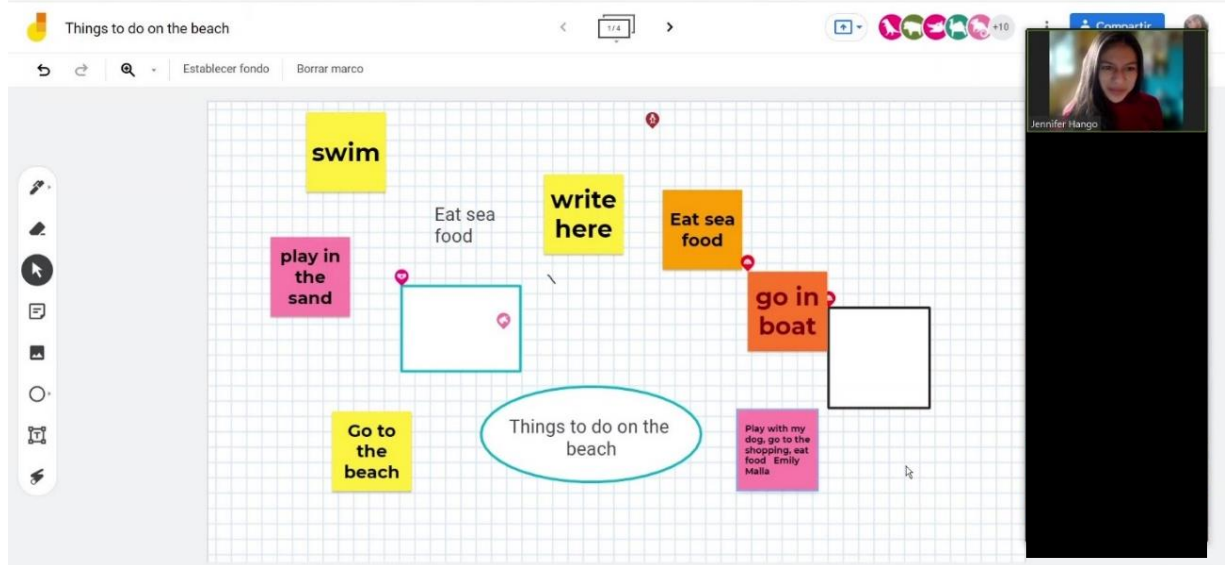 Things to do on the beach
1/4
+10
Compartir
Establecer fondo
Borrar marco
Jennifer Hango
swim
write
here
Eat sea
food
Eat sea
food
play in
the
sand
go in
boat
Go to
the
beach
Things to do on the
beach
Play with my
dog, go to the
shopping, eat
food Emily
Malla